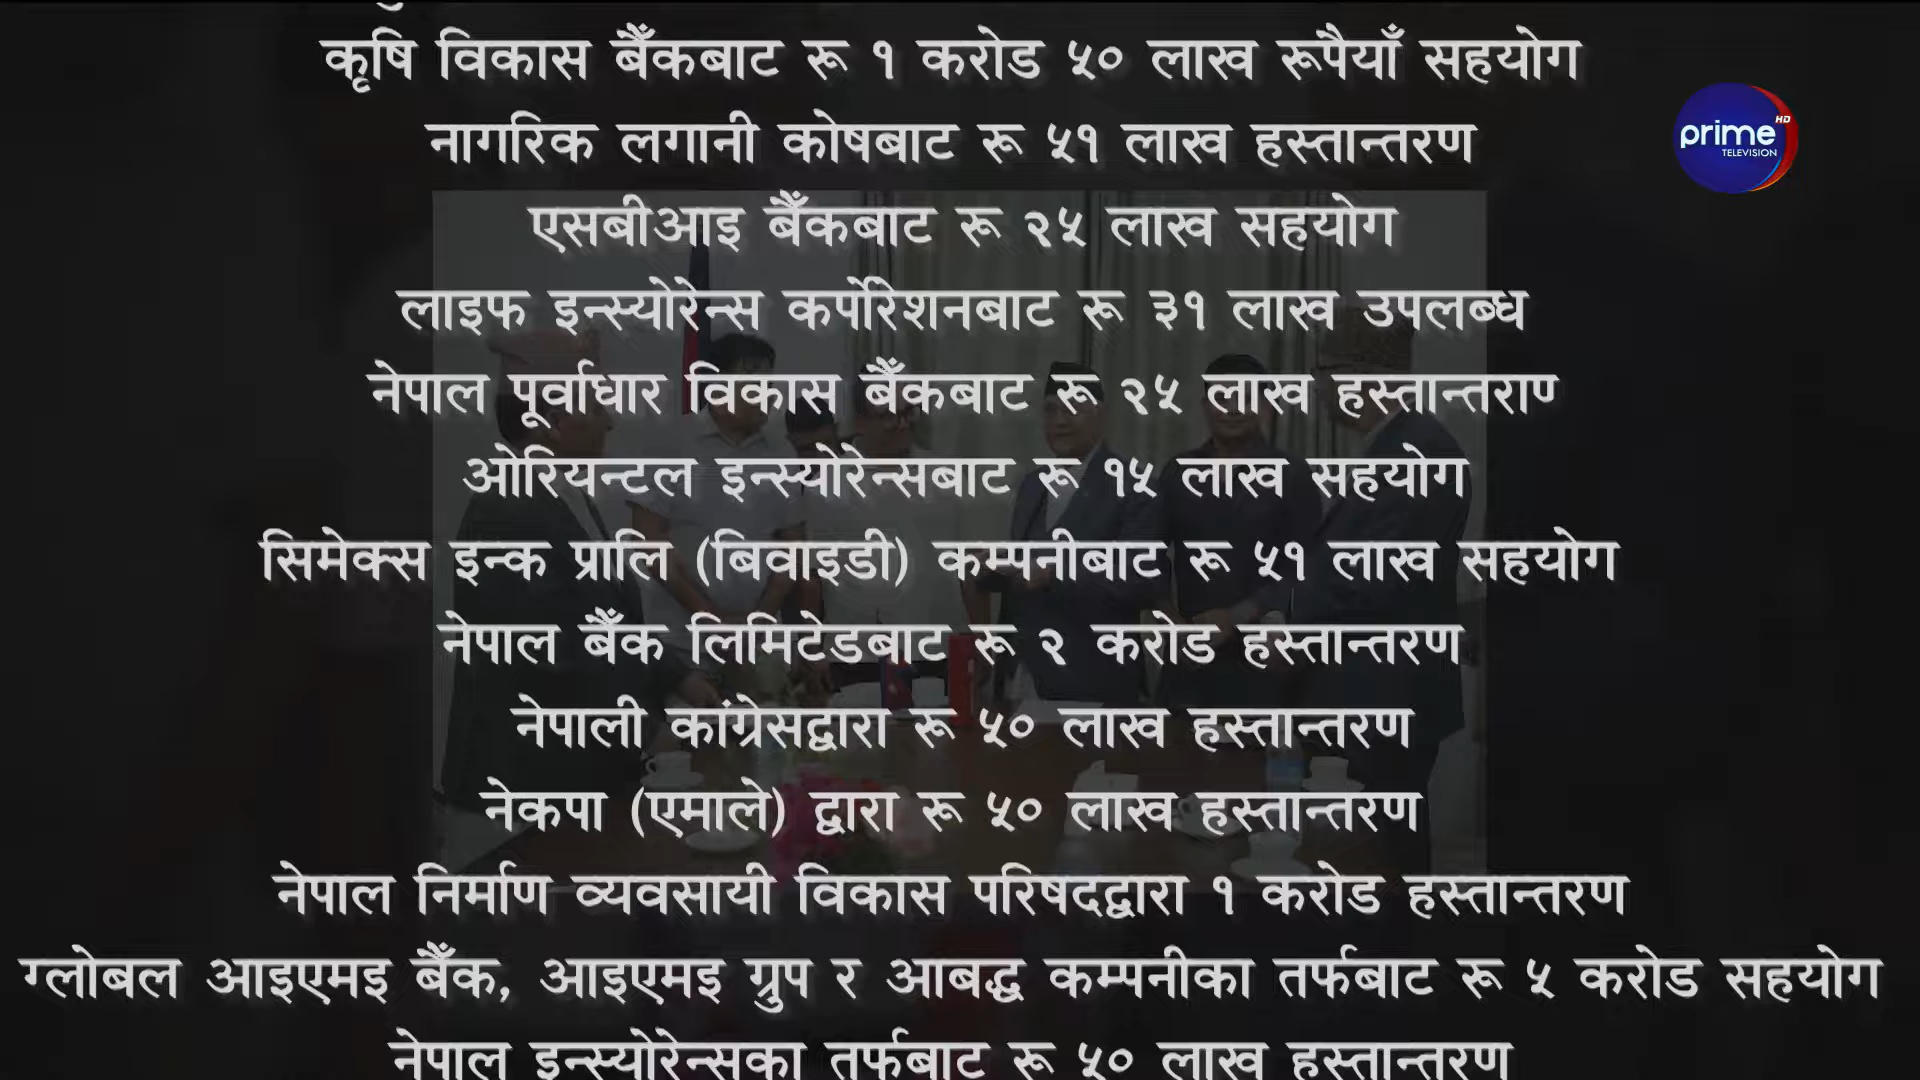 कृषि विकास बैँकबाट रू १ करोड ५० लाख रूपैयाँ सहयोग
नागरिक लगानी कोषबाट रू ५१ लाख हस्तान्तरण
prime HD
TELEVISION
एसबीआइ बैँकबाट रू २५ लाख सहयोग
लाइफ इन्स्योरेन्स कर्पोरेशनबाट रू ३१ लाख उपलब्ध
नेपाल पूर्वाधार विकास बैँकबाट रू २५ लाख हस्तान्तराण
ओरियन्टल इन्स्योरेन्सबाट रू १५ लाख सहयोग
सिमेक्स इन्क प्रालि (बिवाइडी) कम्पनीबाट रू ५१ लाख सहयोग
नेपाल बैँक लिमिटेडबाट रू २ करोड हस्तान्तरण
नेपाली कांग्रेसद्वारा रू ५० लाख हस्तान्तरण
नेकपा (एमाले) द्वारा रू ५० लाख हस्तान्तरण
नेपाल निर्माण व्यवसायी विकास परिषदद्वारा १ करोड हस्तान्तरण
ग्लोबल आइएमइ बैँक, आइएमइ ग्रुप र आबद्ध कम्पनीका तर्फबाट रू ५ करोड सहयोग
नेपाल इन्स्योरेन्सका तर्फबाट रू ५० लाख हस्तान्तरण